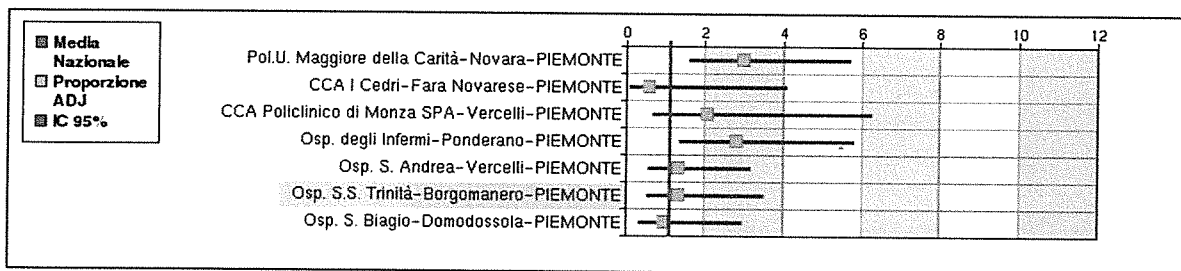 Media
Nazionale
Proporzione
ADJ
IC 95%
0 2 4 6 8 10 12
Pol.U. Maggiore della Carità-Novara-PIEMONTE
CCA I Cedri-Fara Novarese-PIEMONTE
CCA Policlinico di Monza SPA-Vercelli-PIEMONTE
Osp. degli Infermi-Ponderano-PIEMONTE
Osp. S. Andrea-Vercelli-PIEMONTE
Osp. S.S. Trinità-Borgomanero-PIEMONTE
Osp. S. Biagio-Domodossola-PIEMONTE